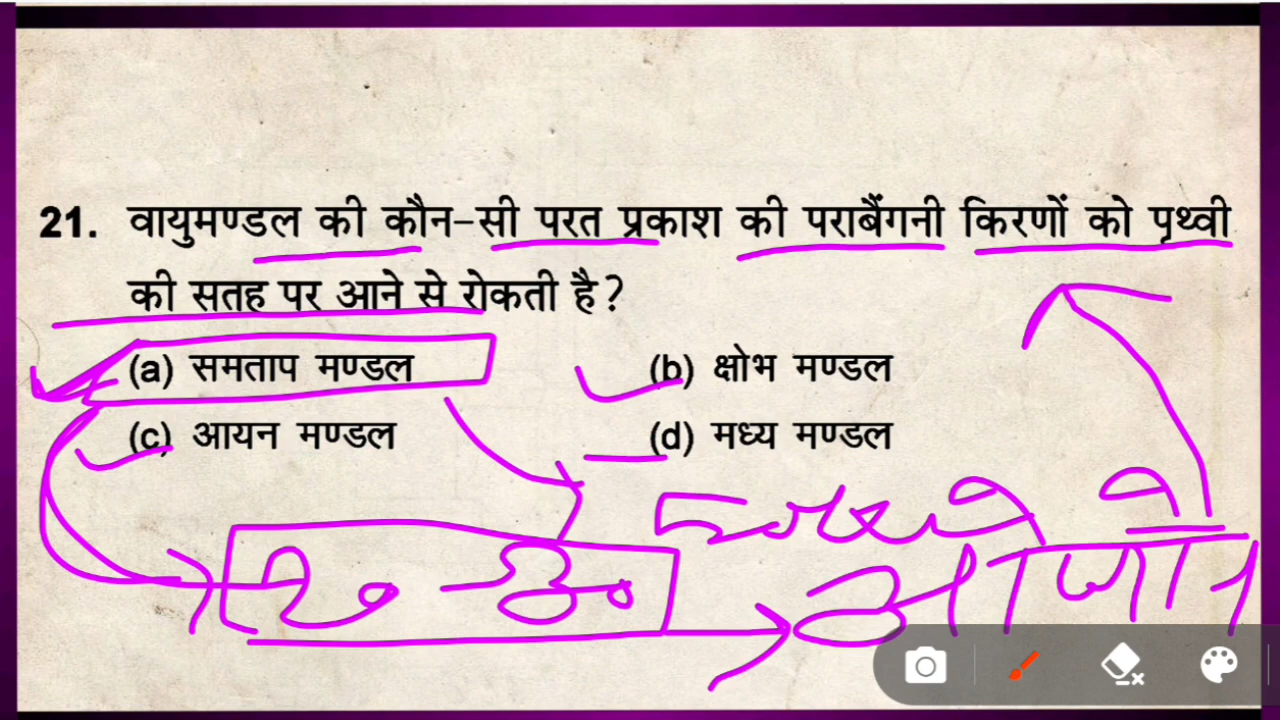 21. वायुमण्डल की कौन-सी परत प्रकाश की पराबैंगनी किरणों को पृथ्वी
की सतह पर आने से रोकती है?
(a) समताप मण्डल (b) क्षोभ मण्डल
(c) आयन मण्डल (d) मध्य मण्डल